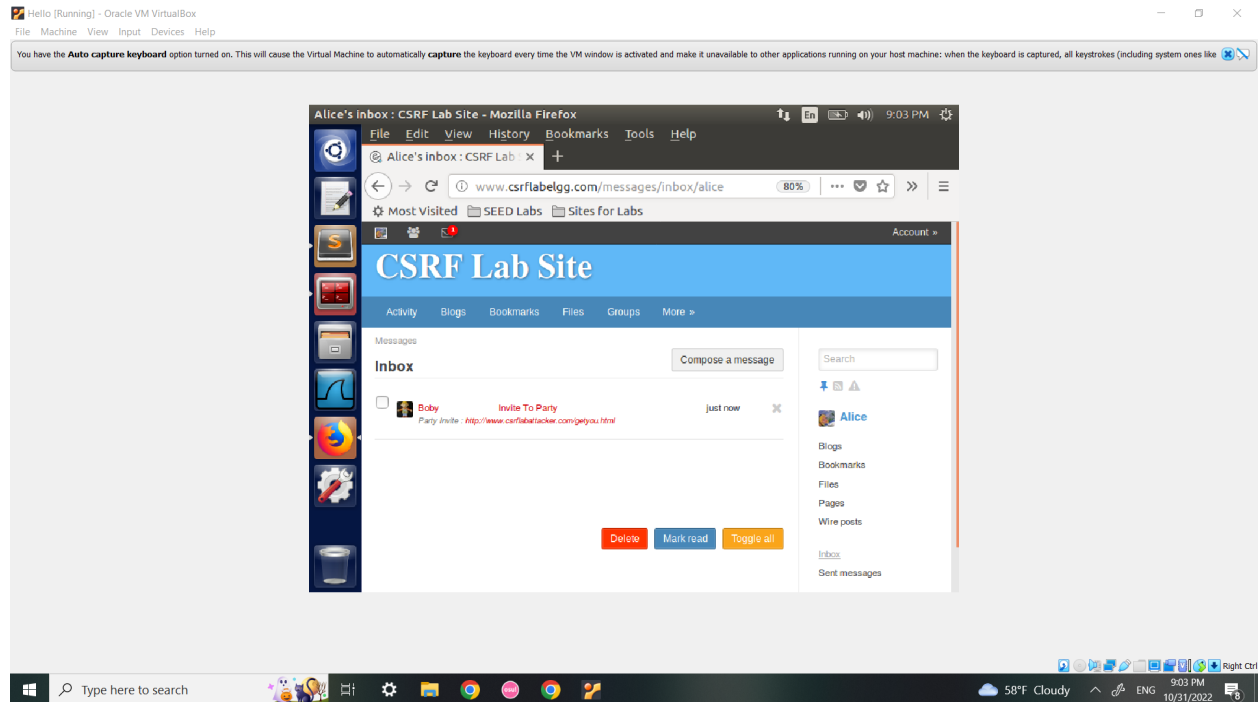 Hello [Running] - Oracle VM VirtualBox
File Machine View Input Devices Help
You have the Auto capture keyboard option turned on. This will cause the Virtual Machine to automatically capture the keyboard every time the VM window is activated and make it unavailable to other applications running on your host machine: when the keyboard is captured, all keystrokes (including system ones like
Alice's inbox : CSRF Lab Site - Mozilla Firefox En 9:03 PM
File Edit View History Bookmarks Tools Help
Alice's inbox : CSRF Lab
www.csrflabelgg.com/messages/inbox/alice 80%
Most Visited SEED Labs Sites for Labs
1 Account »
CSRF Lab Site
Activity Blogs Bookmarks Files Groups More »
Messages
Inbox
Compose a message
Search
Boby Invite To Party just now
Party Invite : http://www.csrflabattacker.com/getyou.html
Alice
Blogs
Bookmarks
Files
Pages
Wire posts
Delete Mark read Toggle all
Inbox
Sent messages
Right Ctrl
Type here to search
58°F Cloudy ENG 9:03 PM
10/31/2022
8